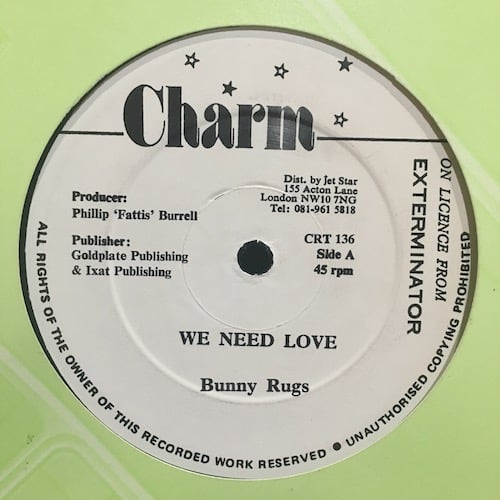 Charm
Dist. by Jet Star
155 Acton Lane
London NW10 7NG
Tel: 081-961 5818
Producer:
Phillip 'Fattis' Burrell
Publisher:
Goldplate Publishing
& Ixat Publishing
CRT 136
Side A
45 rpm
ON LICENCE FROM
EXTERMINATOR
WE NEED LOVE
Bunny Rugs
ALL RIGHTS OF THE OWNER OF THIS RECORDED WORK RESERVED ● UNAUTHORISED COPYING PROHIBITED